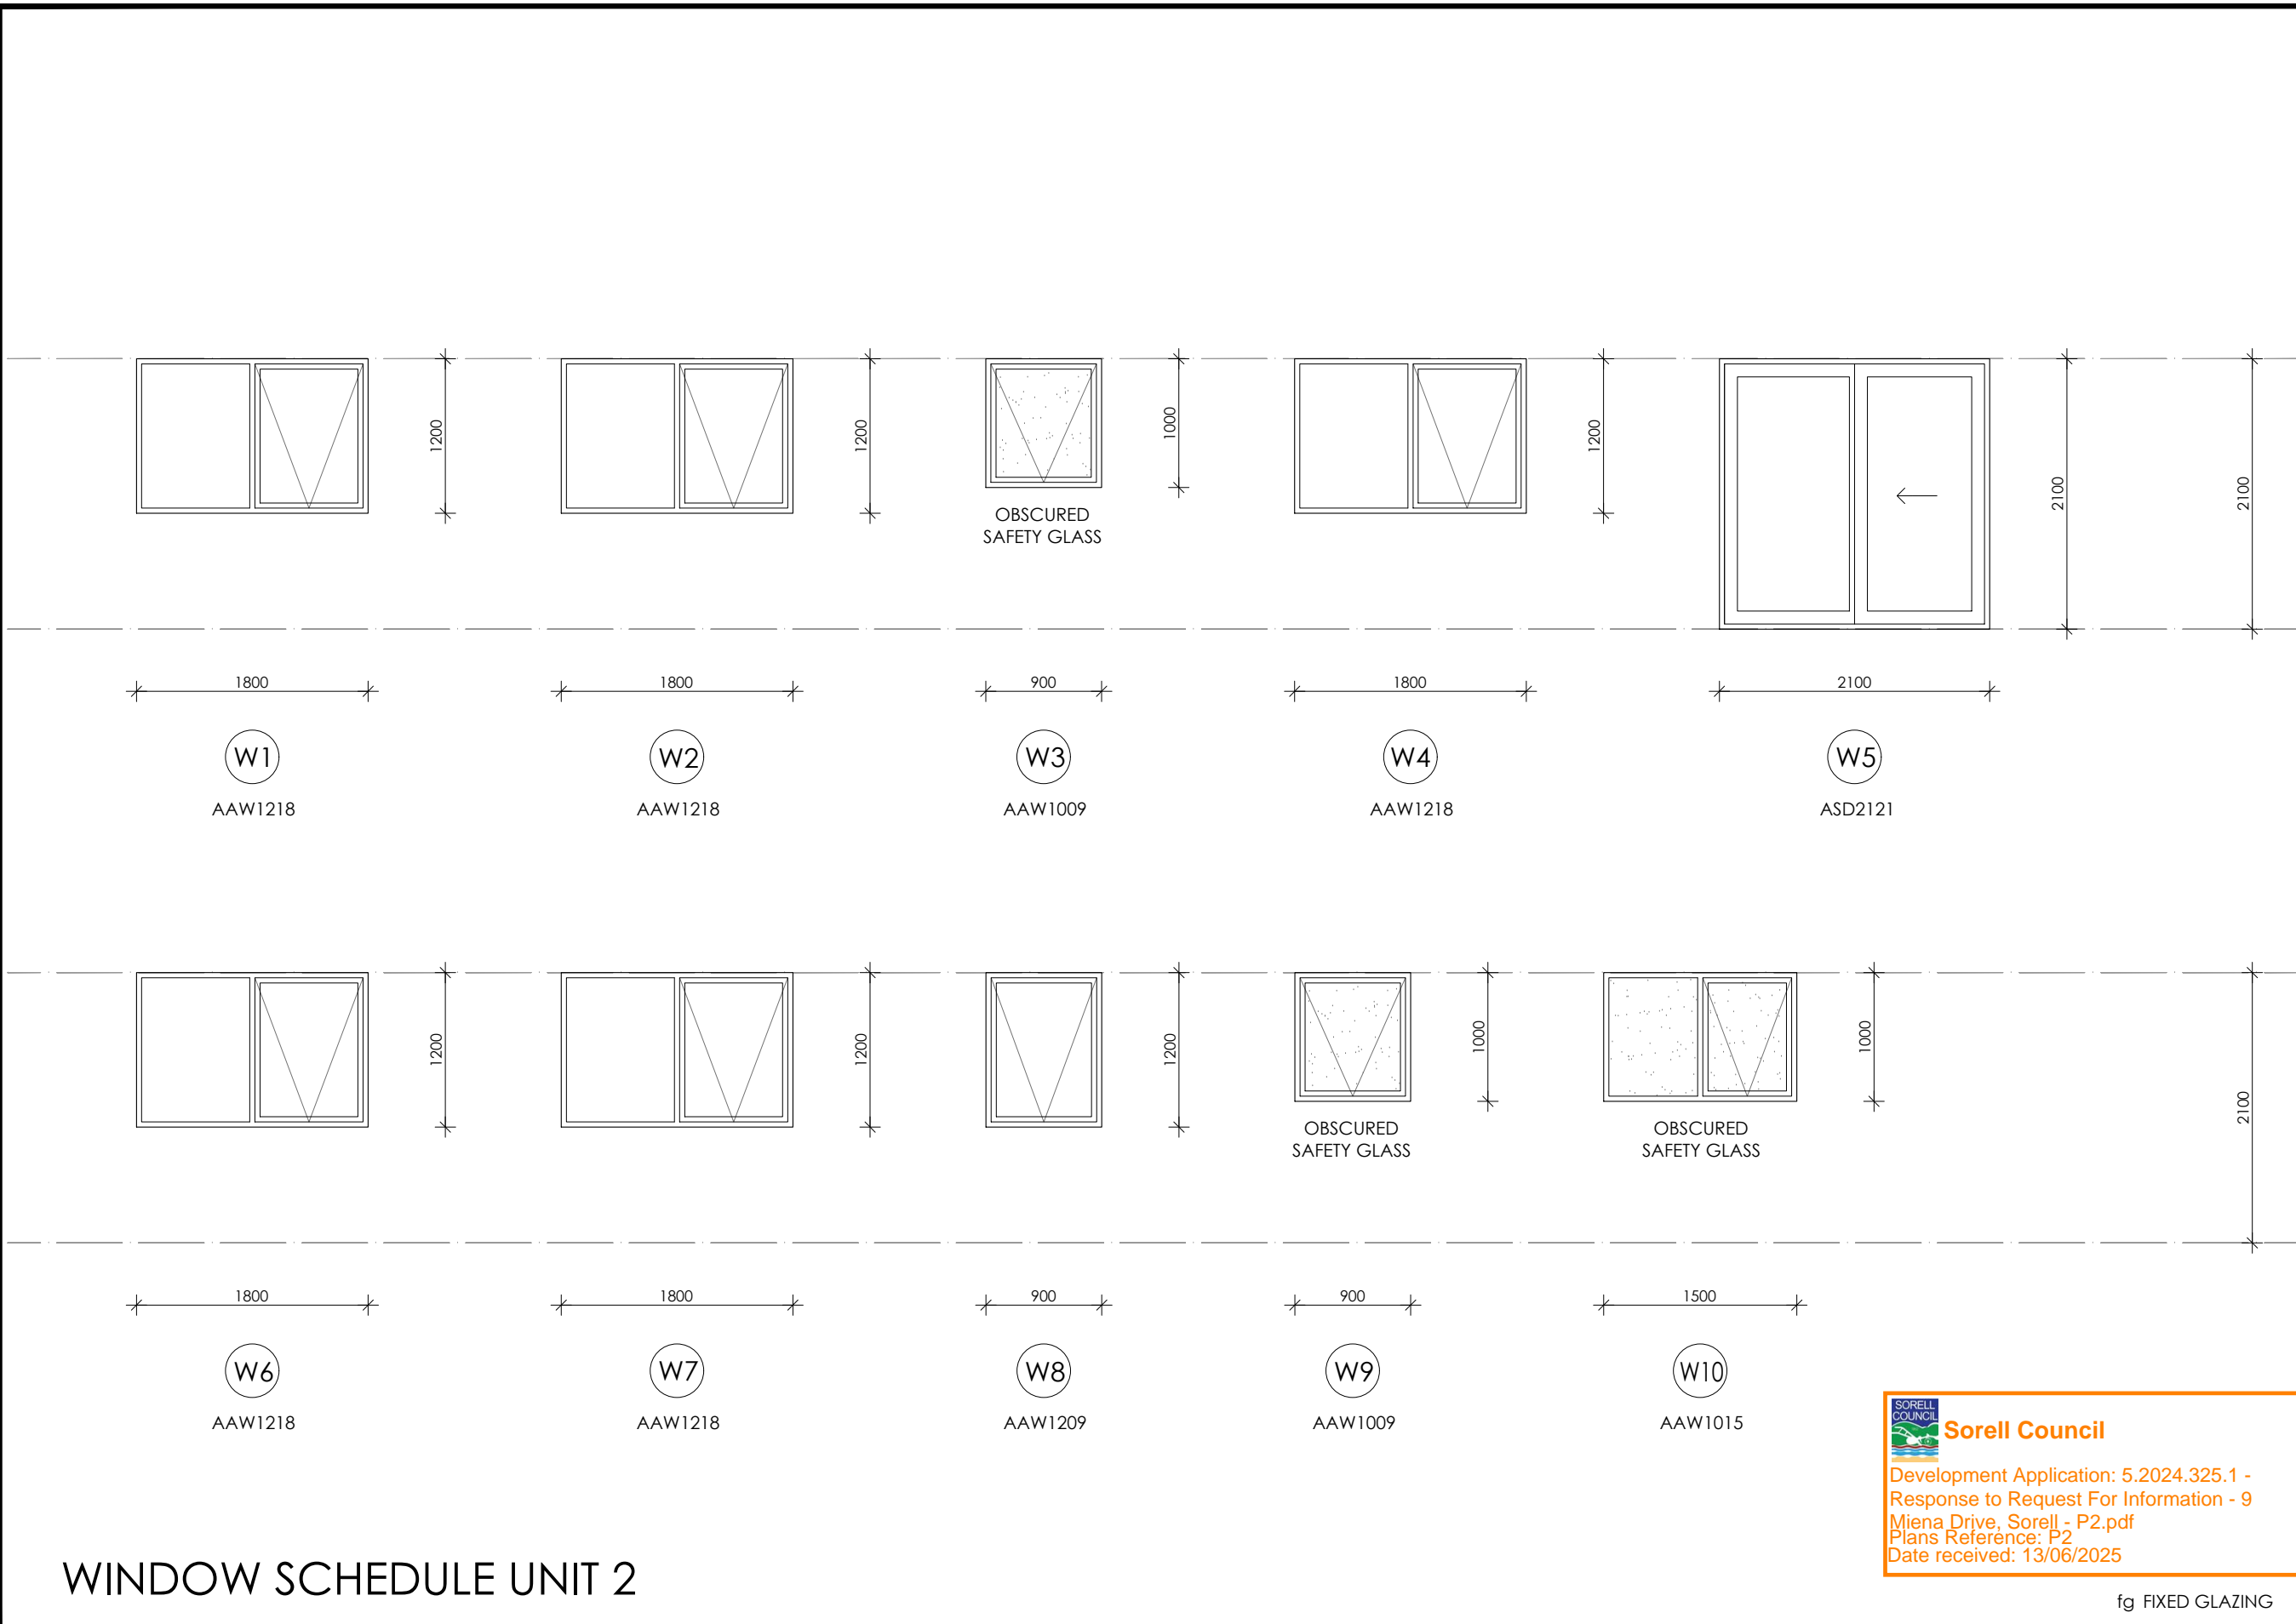 1200
1200
1000
1200
2100
2100
OBSCURED
SAFETY GLASS
1800
1800
900
1800
2100
W1
W2
W3
W4
W5
AAW1218
AAW1218
AAW1009
AAW1218
ASD2121
1200
1200
1200
1000
1000
2100
OBSCURED
SAFETY GLASS
OBSCURED
SAFETY GLASS
1800
1800
900
900
1500
W6
W7
W8
W9
W10
AAW1218
AAW1218
AAW1209
AAW1009
AAW1015
SORELL
COUNCIL
Sorell Council
Development Application: 5.2024.325.1 -
Response to Request For Information - 9
Miena Drive, Sorell - P2.pdf
Plans Reference: P2
Date received: 13/06/2025
WINDOW SCHEDULE UNIT 2
fg FIXED GLAZING